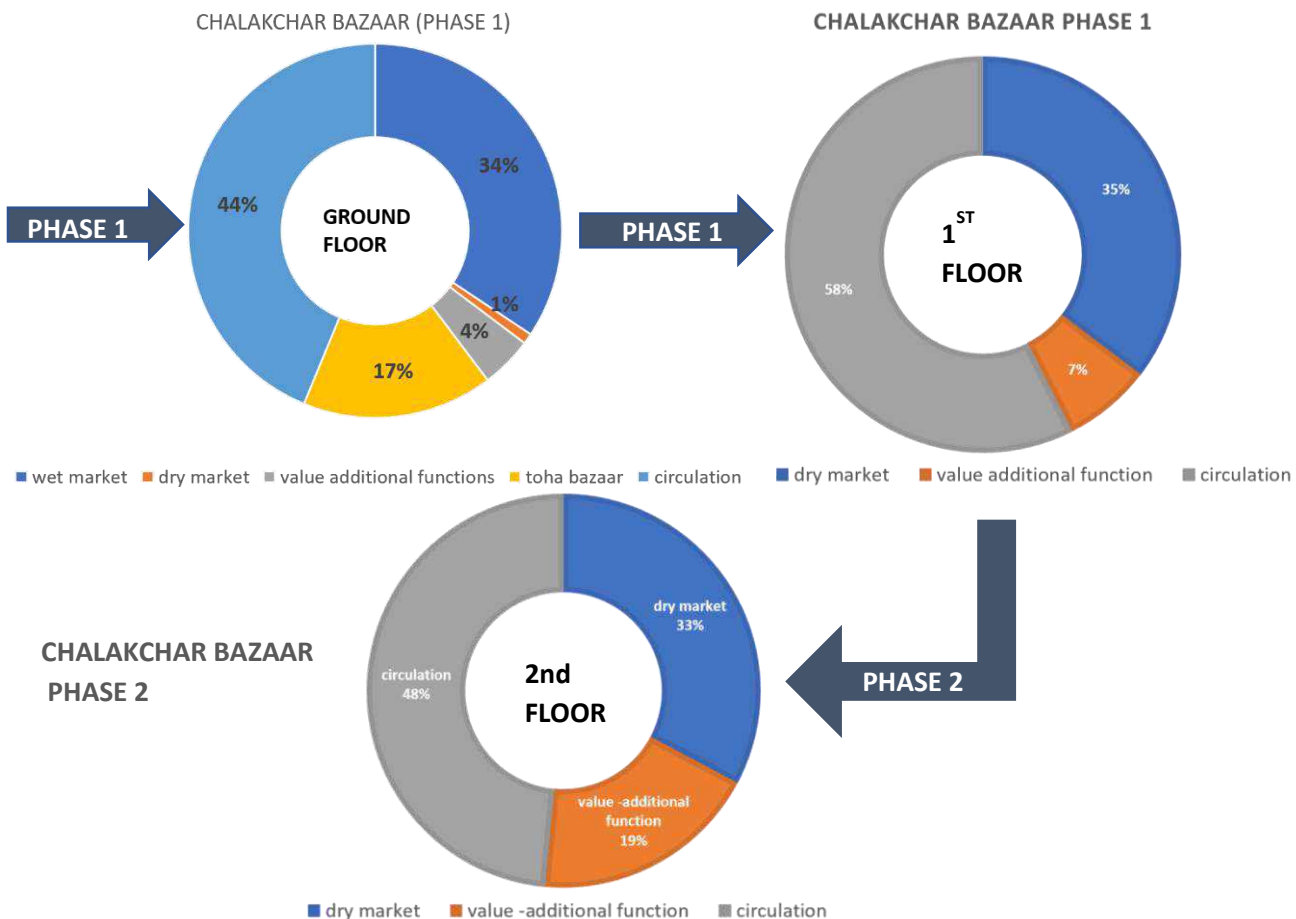 CHALAKCHAR BAZAAR (PHASE 1)
34%
1%
4%
17%
44%
GROUND
FLOOR
PHASE 1
wet market dry market value additional functions toha bazaar circulation
PHASE 1
CHALAKCHAR BAZAAR PHASE 1
35%
7%
58%
1ST
FLOOR
dry market value additional function circulation
PHASE 2
CHALAKCHAR BAZAAR
PHASE 2
dry market
33%
value -additional
function
19%
circulation
48%
2nd
FLOOR
dry market value -additional function circulation